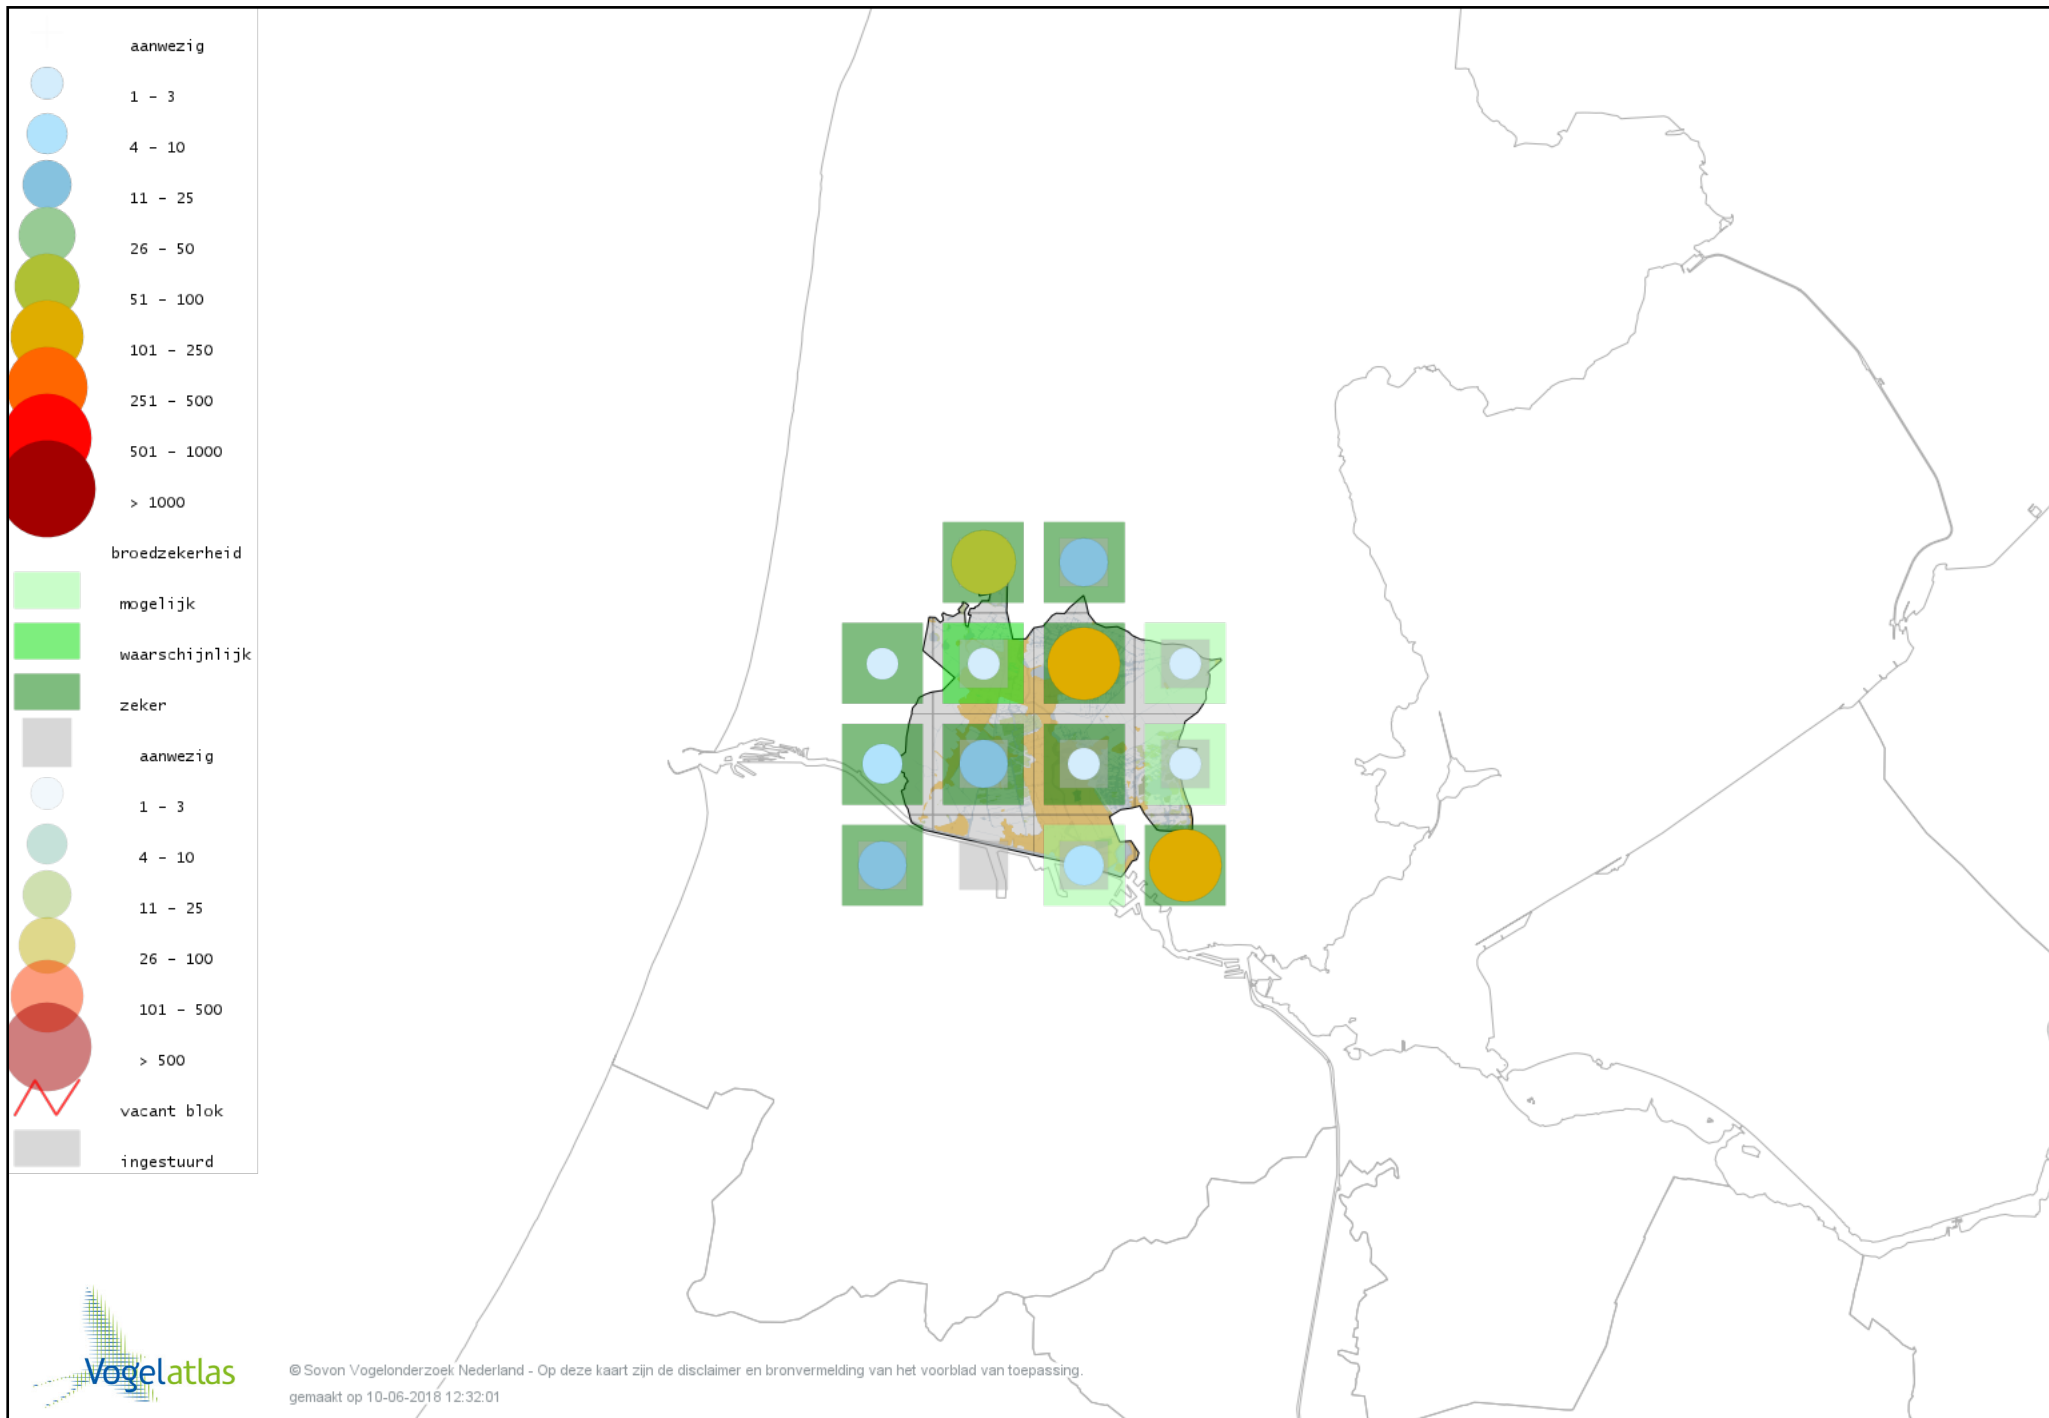 aanwezig
1 – 3
4 – 10
11 – 25
26 – 50
51 – 100
101 – 250
251 – 500
501 – 1000
> 1000
broedzekerheid
mogelijk
waarschijnlijk
zeker
aanwezig
1 – 3
4 – 10
11 – 25
26 – 100
101 – 500
> 500
vacant blok
ingestuurd
Vogelatlas
© Sovon Vogelonderzoek Nederland - Op deze kaart zijn de disclaimer en bronvermelding van het voorblad van toepassing.
gemaakt op 10-06-2018 12:32:01